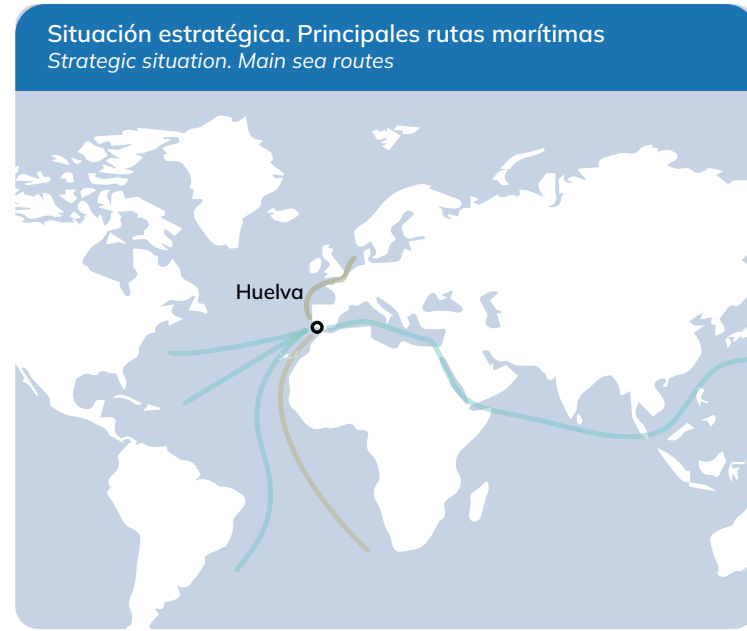 Situación estratégica. Principales rutas marítimas
Strategic situation. Main sea routes
Huelva